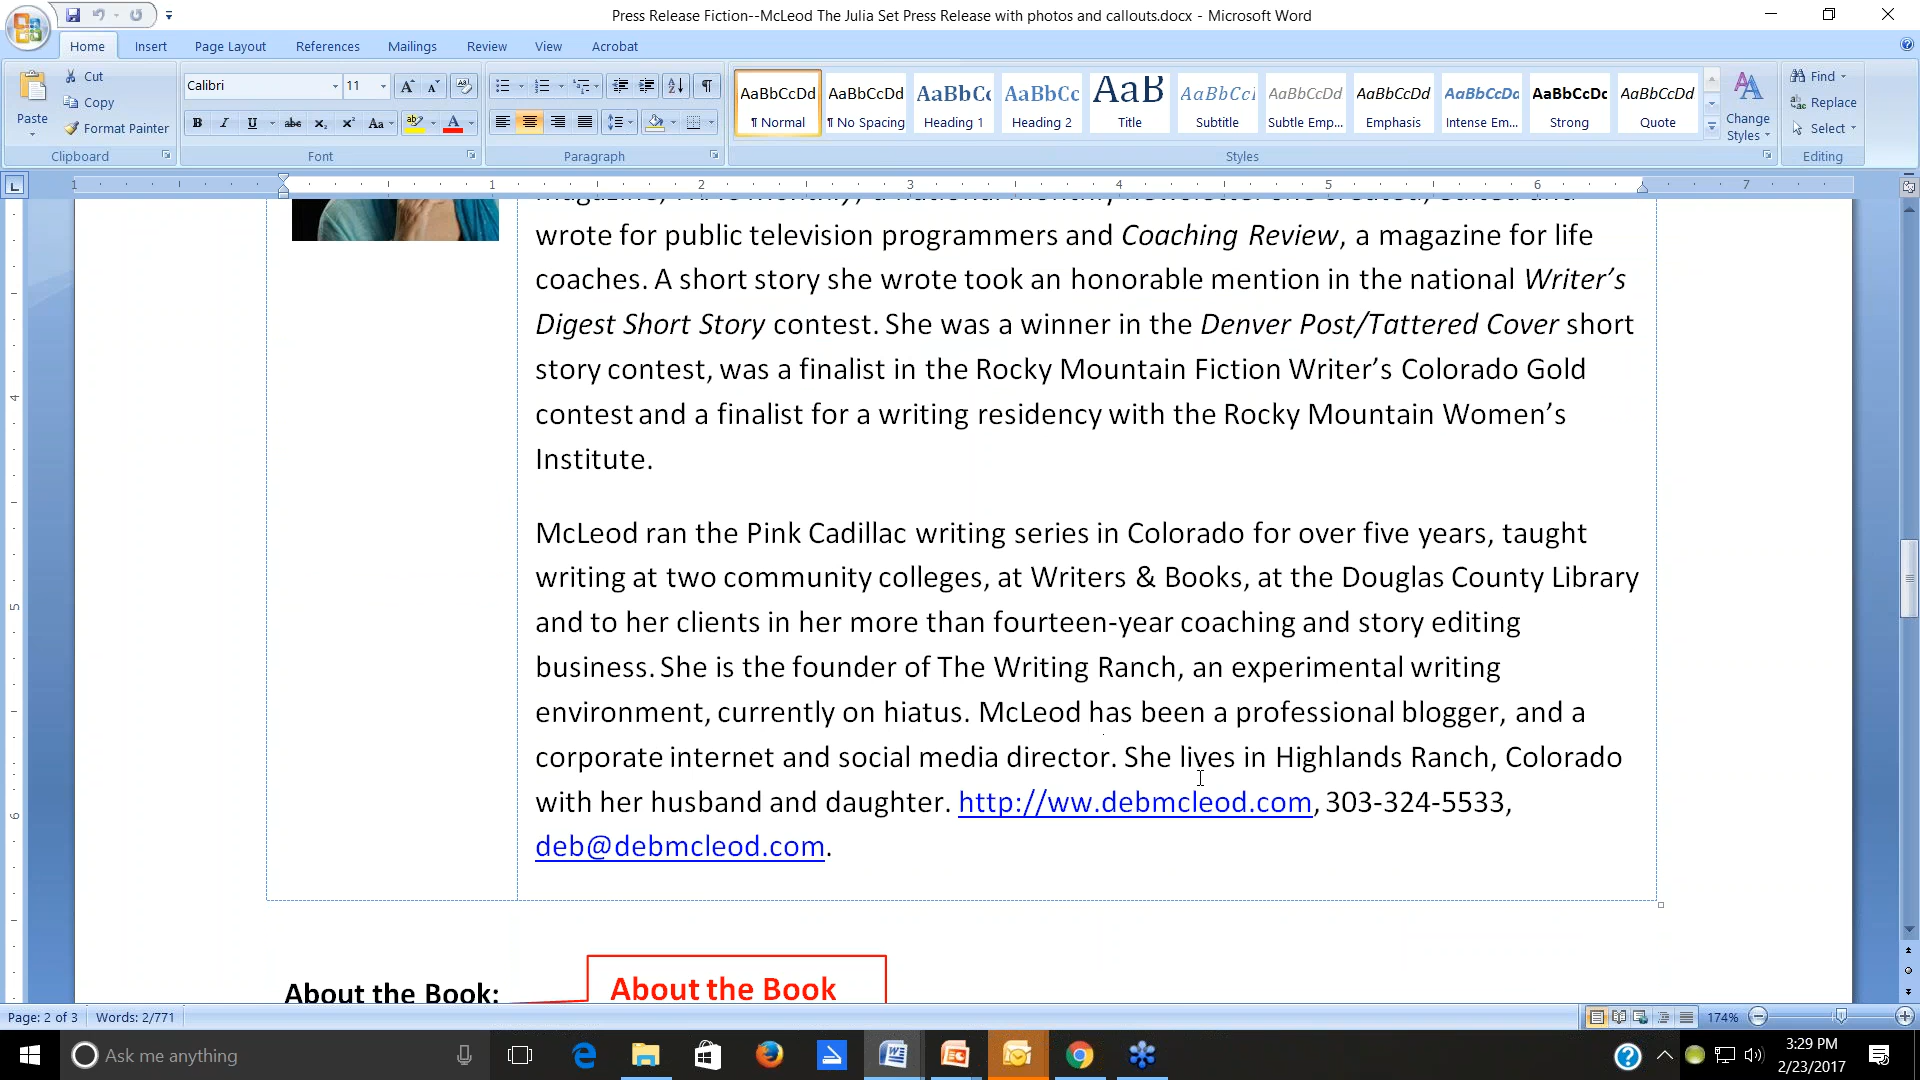 Press Release Fiction--McLeod The Julia Set Press Release with photos and callouts.docx - Microsoft Word
Home Insert Page Layout References Mailings Review View Acrobat
Paste
Cut
Copy
Format Painter
Clipboard
Calibri 11
Font
Paragraph
AaBbCcDd AaBbCcDd AaBbCc AaBbCc AaB AaBbCcI AaBbCcDd AaBbCcDd AaBbCcDd AaBbCcDc AaBbCcDd
¶ Normal ¶ No Spacing Heading 1 Heading 2 Title Subtitle Subtle Emp... Emphasis Intense Em... Strong Quote
Change Styles
Styles
Find
Replace
Select
Editing
1 1 2 3 4 5 6 7
wrote for public television programmers and Coaching Review, a magazine for life
coaches. A short story she wrote took an honorable mention in the national Writer’s
Digest Short Story contest. She was a winner in the Denver Post/Tattered Cover short
story contest, was a finalist in the Rocky Mountain Fiction Writer’s Colorado Gold
contest and a finalist for a writing residency with the Rocky Mountain Women’s
Institute.
McLeod ran the Pink Cadillac writing series in Colorado for over five years, taught
writing at two community colleges, at Writers & Books, at the Douglas County Library
and to her clients in her more than fourteen-year coaching and story editing
business. She is the founder of The Writing Ranch, an experimental writing
environment, currently on hiatus. McLeod has been a professional blogger, and a
corporate internet and social media director. She lives in Highlands Ranch, Colorado
with her husband and daughter. http://ww.debmcleod.com, 303-324-5533,
deb@debmcleod.com.
About the Book:
About the Book
Page: 2 of 3 Words: 2/771 174%
Ask me anything
3:29 PM
2/23/2017